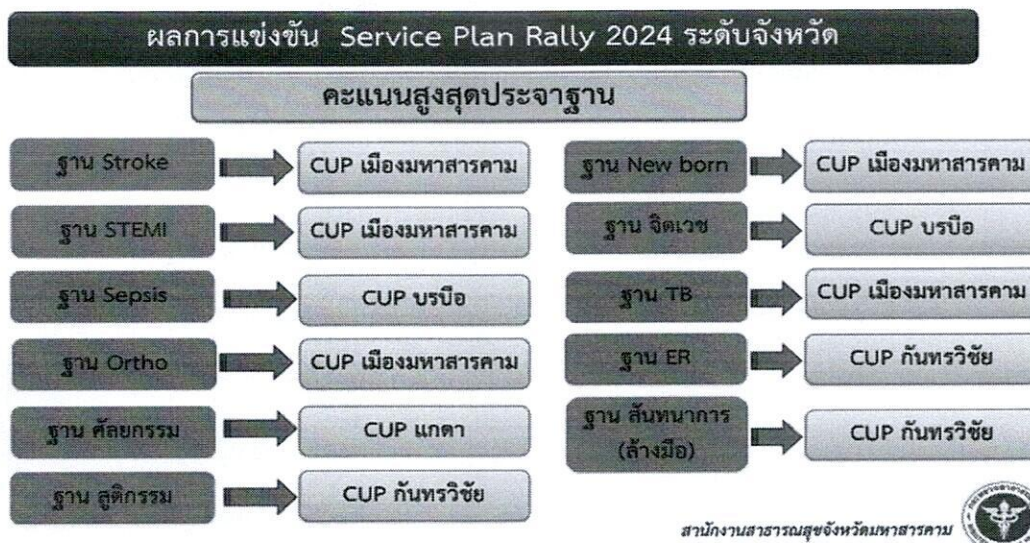 ผลการแข่งขัน Service Plan Rally 2024 ระดับจังหวัด
คะแนนสูงสุดประจำฐาน
ฐาน Stroke
CUP เมืองมหาสารคาม
ฐาน STEMI
CUP เมืองมหาสารคาม
ฐาน Sepsis
CUP บรบือ
ฐาน Ortho
CUP เมืองมหาสารคาม
ฐาน ศัลยกรรม
CUP แกดา
ฐาน สูติกรรม
CUP กันทรวิชัย
ฐาน New born
CUP เมืองมหาสารคาม
ฐาน จิตเวช
CUP บรบือ
ฐาน TB
CUP เมืองมหาสารคาม
ฐาน ER
CUP กันทรวิชัย
ฐาน สันทนาการ
(ล้างมือ)
CUP กันทรวิชัย
สำนักงานสาธารณสุขจังหวัดมหาสารคาม